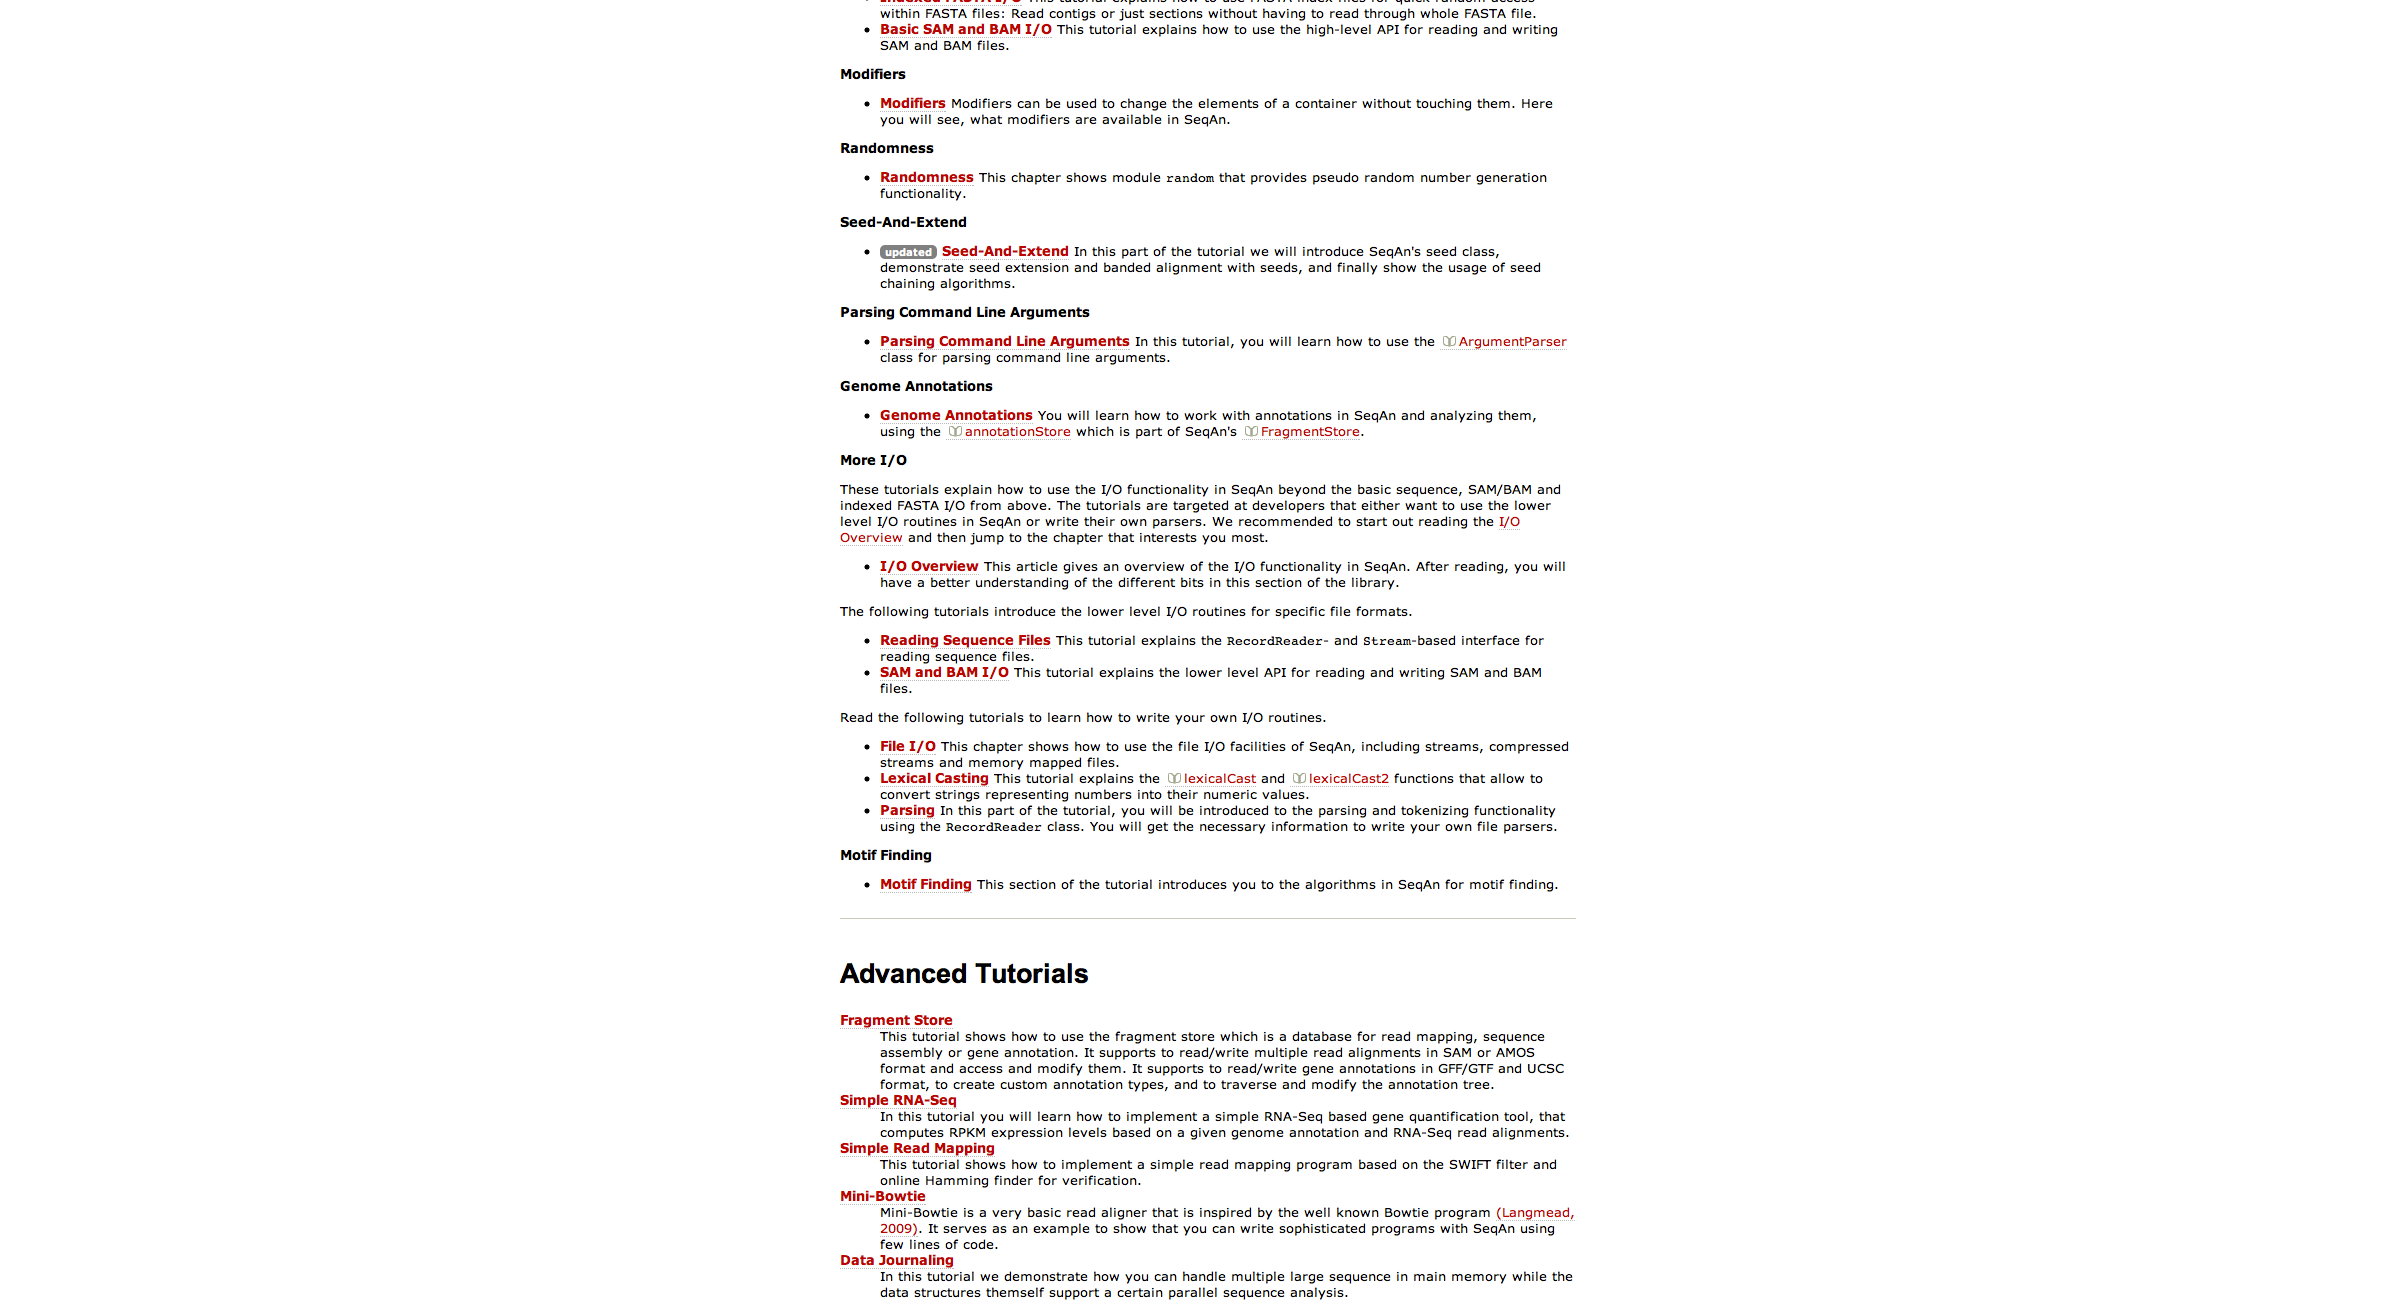 Indexed FASTA I/O This tutorial explains how to use FASTA index files for quick random access
within FASTA files: Read contigs or just sections without having to read through whole FASTA file.
Basic SAM and BAM I/O This tutorial explains how to use the high-level API for reading and writing
SAM and BAM files.
Modifiers
Modifiers Modifiers can be used to change the elements of a container without touching them. Here
you will see, what modifiers are available in SeqAn.
Randomness
Randomness This chapter shows module random that provides pseudo random number generation
functionality.
Seed-And-Extend
updated Seed-And-Extend In this part of the tutorial we will introduce SeqAn's seed class,
demonstrate seed extension and banded alignment with seeds, and finally show the usage of seed
chaining algorithms.
Parsing Command Line Arguments
Parsing Command Line Arguments In this tutorial, you will learn how to use the ArgumentParser
class for parsing command line arguments.
Genome Annotations
Genome Annotations You will learn how to work with annotations in SeqAn and analyzing them,
using the annotationStore which is part of SeqAn's FragmentStore.
More I/O
These tutorials explain how to use the I/O functionality in SeqAn beyond the basic sequence, SAM/BAM and
indexed FASTA I/O from above. The tutorials are targeted at developers that either want to use the lower
level I/O routines in SeqAn or write their own parsers. We recommended to start out reading the I/O
Overview and then jump to the chapter that interests you most.
I/O Overview This article gives an overview of the I/O functionality in SeqAn. After reading, you will
have a better understanding of the different bits in this section of the library.
The following tutorials introduce the lower level I/O routines for specific file formats.
Reading Sequence Files This tutorial explains the RecordReader- and Stream-based interface for
reading sequence files.
SAM and BAM I/O This tutorial explains the lower level API for reading and writing SAM and BAM
files.
Read the following tutorials to learn how to write your own I/O routines.
File I/O This chapter shows how to use the file I/O facilities of SeqAn, including streams, compressed
streams and memory mapped files.
Lexical Casting This tutorial explains the lexicalCast and lexicalCast2 functions that allow to
convert strings representing numbers into their numeric values.
Parsing In this part of the tutorial, you will be introduced to the parsing and tokenizing functionality
using the RecordReader class. You will get the necessary information to write your own file parsers.
Motif Finding
Motif Finding This section of the tutorial introduces you to the algorithms in SeqAn for motif finding.
Advanced Tutorials
Fragment Store
This tutorial shows how to use the fragment store which is a database for read mapping, sequence
assembly or gene annotation. It supports to read/write multiple read alignments in SAM or AMOS
format and access and modify them. It supports to read/write gene annotations in GFF/GTF and UCSC
format, to create custom annotation types, and to traverse and modify the annotation tree.
Simple RNA-Seq
In this tutorial you will learn how to implement a simple RNA-Seq based gene quantification tool, that
computes RPKM expression levels based on a given genome annotation and RNA-Seq read alignments.
Simple Read Mapping
This tutorial shows how to implement a simple read mapping program based on the SWIFT filter and
online Hamming finder for verification.
Mini-Bowtie
Mini-Bowtie is a very basic read aligner that is inspired by the well known Bowtie program (Langmead,
2009). It serves as an example to show that you can write sophisticated programs with SeqAn using
few lines of code.
Data Journaling
In this tutorial we demonstrate how you can handle multiple large sequence in main memory while the
data structures themself support a certain parallel sequence analysis.